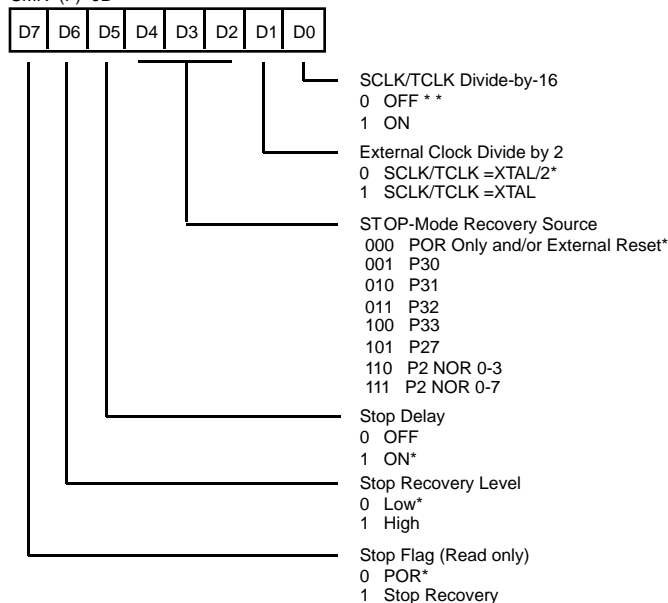 D7 D6 D5 D4 D3 D2 D1 D0
SCLK/TCLK Divide-by-16
0 OFF * *
1 ON
External Clock Divide by 2
0 SCLK/TCLK =XTAL/2*
1 SCLK/TCLK =XTAL
STOP-Mode Recovery Source
000 POR Only and/or External Reset*
001 P30
010 P31
011 P32
100 P33
101 P27
110 P2 NOR 0-3
111 P2 NOR 0-7
Stop Delay
0 OFF
1 ON*
Stop Recovery Level
0 Low*
1 High
Stop Flag (Read only)
0 POR*
1 Stop Recovery